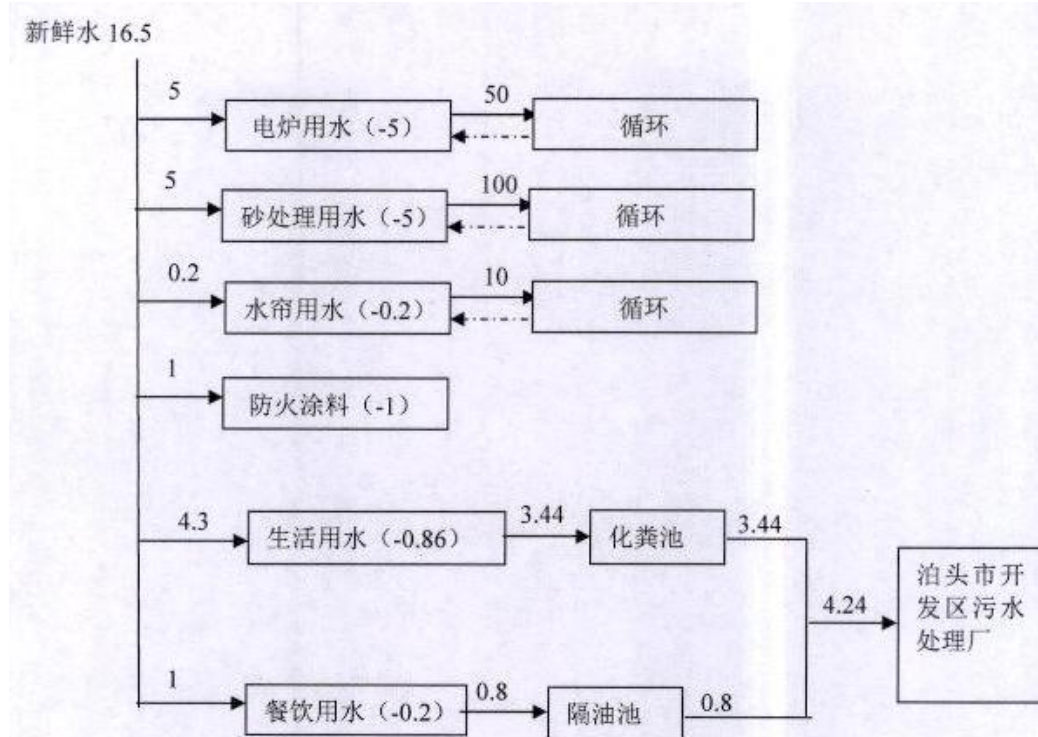 新鲜水 16.5
5
电炉用水（-5）
50
循环
5
砂处理用水（-5）
100
循环
0.2
水帘用水（-0.2）
10
循环
1
防火涂料（-1）
4.3
生活用水（-0.86）
3.44
化粪池
3.44
4.24
泊头市开
发区污水
处理厂
1
餐饮用水（-0.2）
0.8
隔油池
0.8